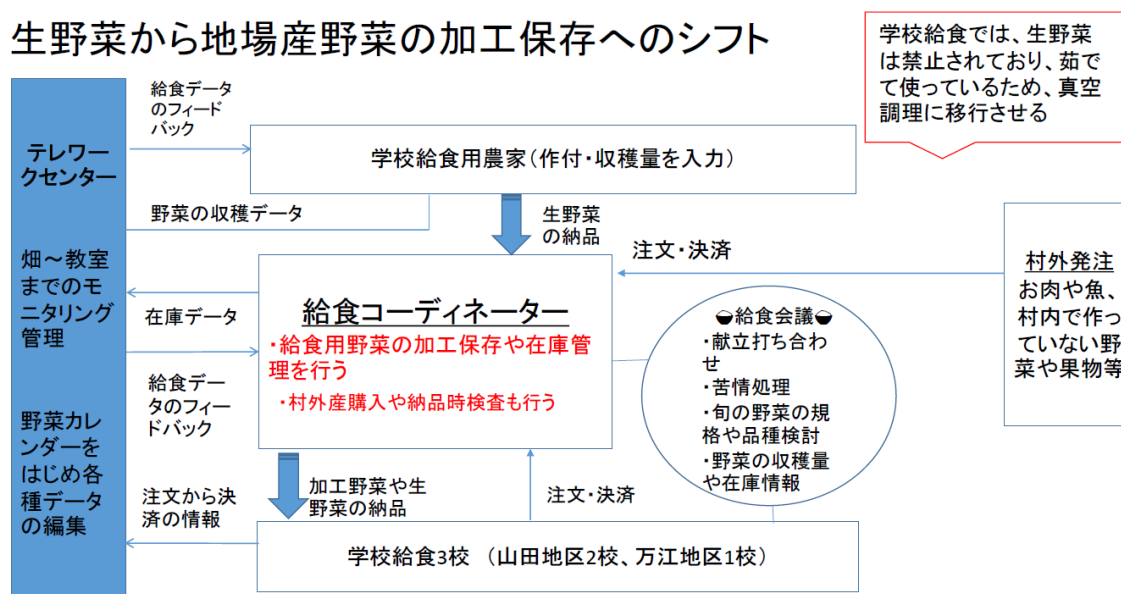 生野菜から地場産野菜の加工保存へのシフト
学校給食では、生野菜
は禁止されており、茹で
て使っているため、真空
調理に移行させる
給食データ
のフィード
バック
テレワー
クセンター
学校給食用農家（作付・収穫量を入力）
野菜の収穫データ
生野菜
の納品
畑～教室
までのモ
ニタリング
管理
注文・決済
村外発注
お肉や魚、
村内で作っ
ていない野
菜や果物等
在庫データ
給食コーディネーター
・給食用野菜の加工保存や在庫管
理を行う
・村外産購入や納品時検査も行う
給食会議
・献立打ち合わ
せ
・苦情処理
・旬の野菜の規
格や品種検討
・野菜の収穫量
や在庫情報
給食デー
タのフィー
ドバック
野菜カレ
ンダーを
はじめ各
種データ
の編集
注文から決
済の情報
加工野菜や生
野菜の納品
注文・決済
学校給食3校 （山田地区2校、万江地区1校）